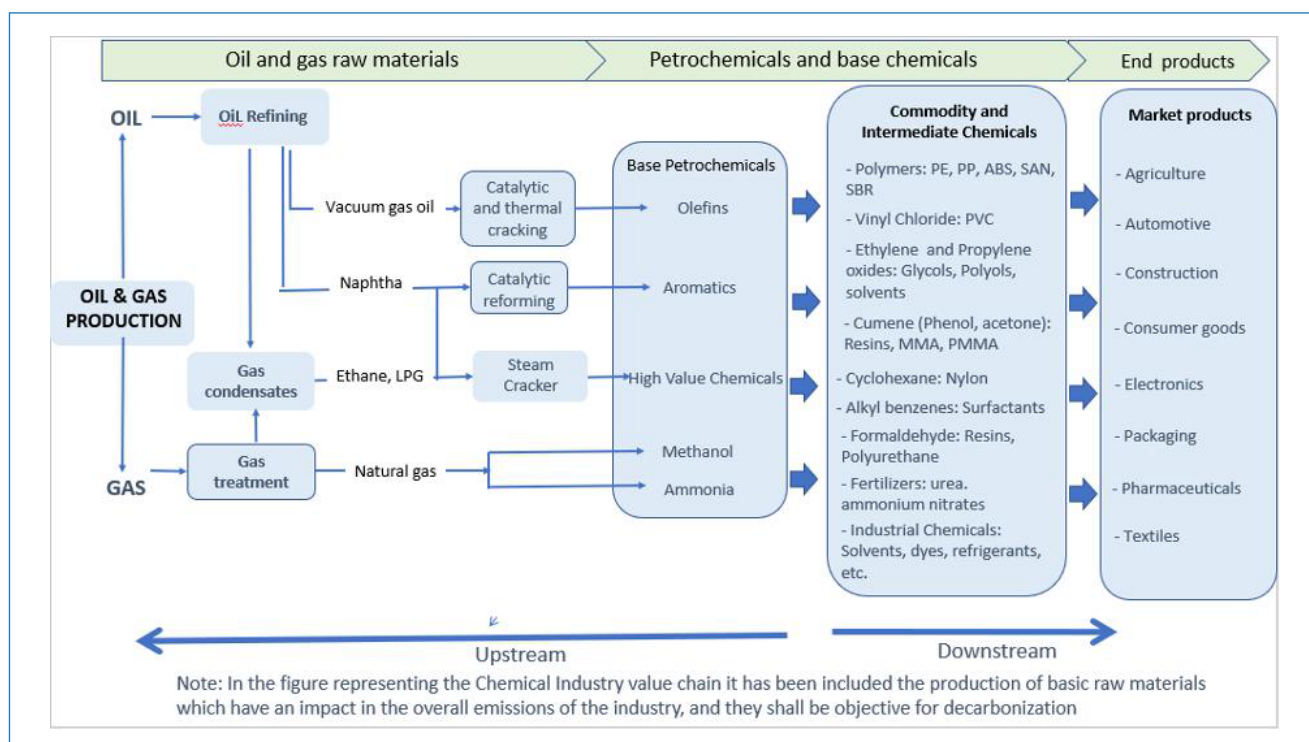 Oil and gas raw materials
Petrochemicals and base chemicals
End products
OIL
OiL Refining
Vacuum gas oil
Catalytic
and thermal
cracking
Naphtha
Catalytic
reforming
OIL & GAS
PRODUCTION
Gas
condensates
Ethane, LPG
Steam
Cracker
GAS
Gas
treatment
Natural gas
Base Petrochemicals
Olefins
Aromatics
High Value Chemicals
Methanol
Ammonia
Commodity and
Intermediate Chemicals
- Polymers: PE, PP, ABS, SAN,
SBR
- Vinyl Chloride: PVC
- Ethylene and Propylene
oxides: Glycols, Polyols,
solvents
- Cumene (Phenol, acetone):
Resins, MMA, PMMA
- Cyclohexane: Nylon
- Alkyl benzenes: Surfactants
- Formaldehyde: Resins,
Polyurethane
- Fertilizers: urea.
ammonium nitrates
- Industrial Chemicals:
Solvents, dyes, refrigerants,
etc.
Market products
- Agriculture
- Automotive
- Construction
- Consumer goods
- Electronics
- Packaging
- Pharmaceuticals
- Textiles
Upstream
Downstream
Note: In the figure representing the Chemical Industry value chain it has been included the production of basic raw materials
which have an impact in the overall emissions of the industry, and they shall be objective for decarbonization